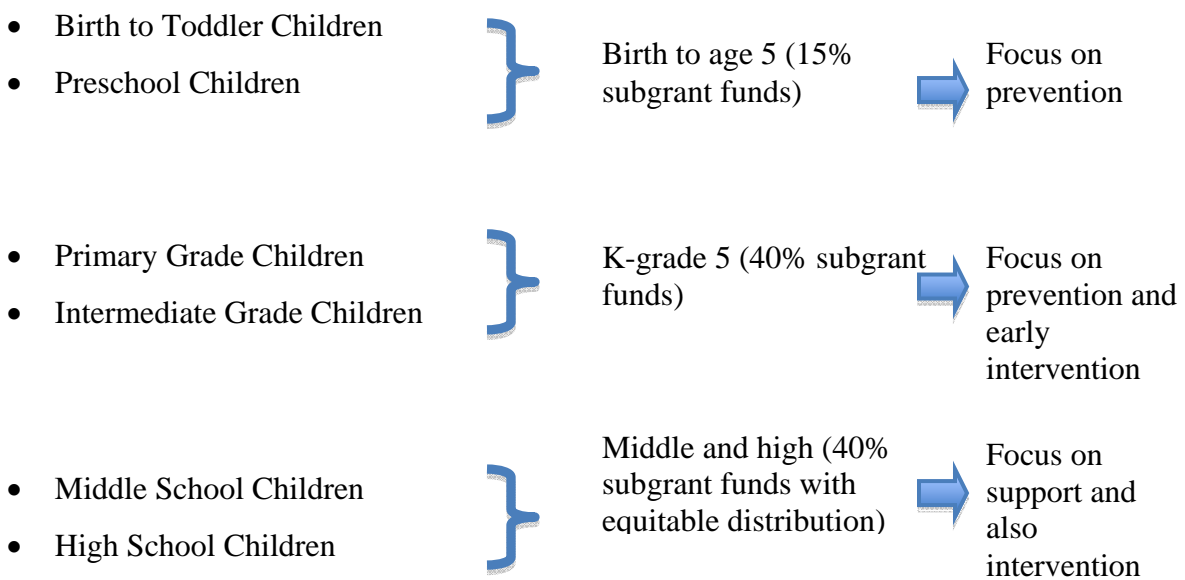 • Birth to Toddler Children
• Preschool Children
Birth to age 5 (15%
subgrant funds)
Focus on
prevention
• Primary Grade Children
• Intermediate Grade Children
K-grade 5 (40% subgrant
funds)
Focus on
prevention and
early
intervention
• Middle School Children
• High School Children
Middle and high (40%
subgrant funds with
equitable distribution)
Focus on
support and
also
intervention